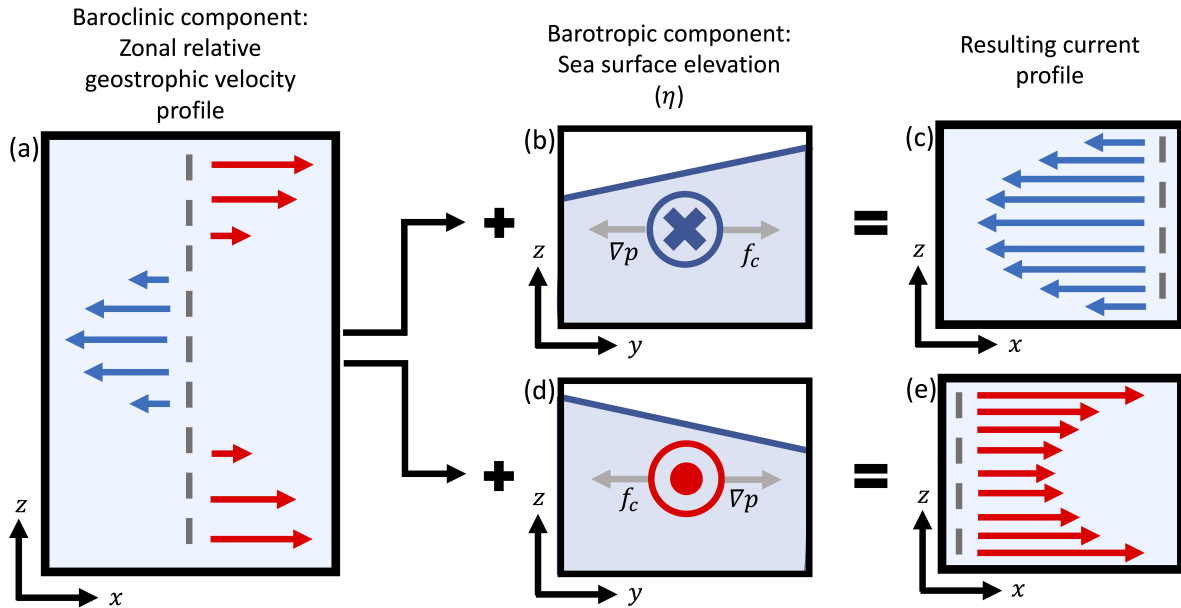 Baroclinic component:
Zonal relative
geostrophic velocity
profile
Barotropic component:
Sea surface elevation
(η)
Resulting current
profile
(a)
z
x
(b)
∇p
f_c
z
y
(c)
z
x
(d)
f_c
∇p
z
y
(e)
z
x